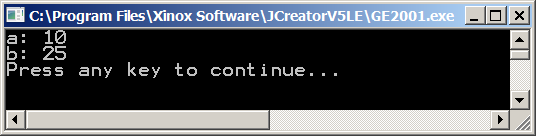 C:\Program Files\Xinox Software\JCreatorV5LE\GE2001.exe
a: 10
b: 25
Press any key to continue...